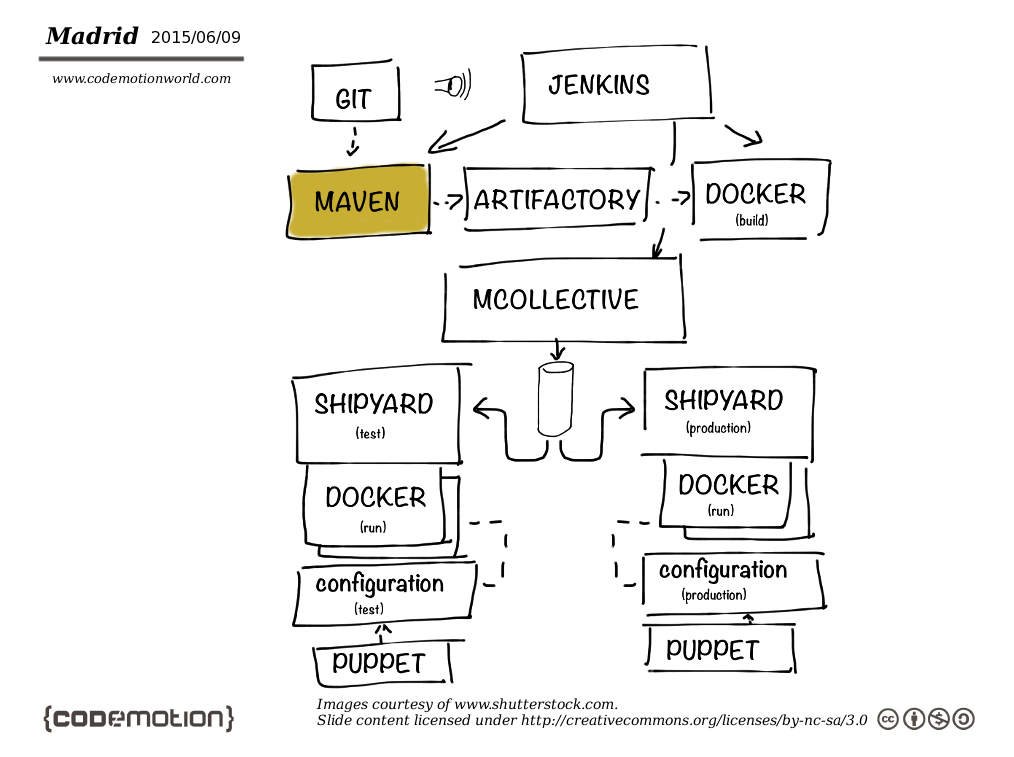 Madrid 2015/06/09
www.codemotionworld.com
GIT
JENKINS
MAVEN
ARTIFACTORY
DOCKER
(build)
MCOLLECTIVE
SHIPYARD
(test)
SHIPYARD
(production)
DOCKER
(run)
DOCKER
(run)
configuration
(test)
configuration
(production)
PUPPET
PUPPET
{CODEMOTION}
Images courtesy of www.shutterstock.com.
Slide content licensed under http://creativecommons.org/licenses/by-nc-sa/3.0
cc